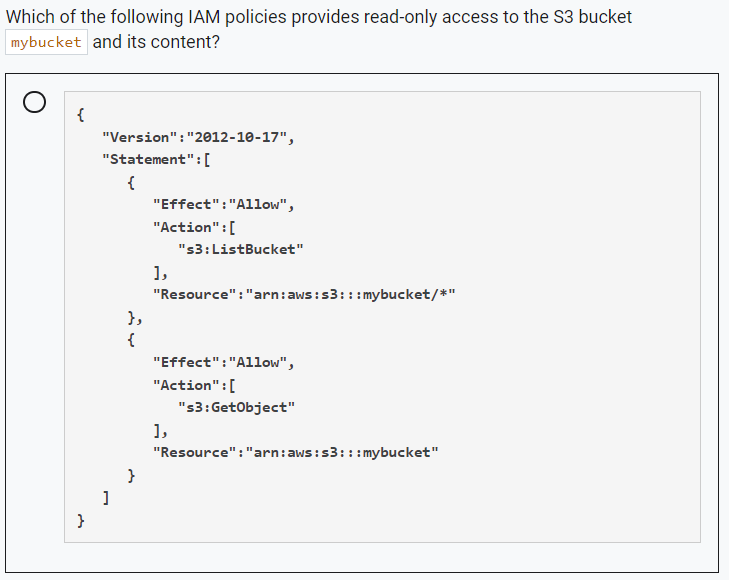 Which of the following IAM policies provides read-only access to the S3 bucket
mybucket and its content?
{
"Version":"2012-10-17",
"Statement":[
{
"Effect":"Allow",
"Action":[
"s3:ListBucket"
],
"Resource":"arn:aws:s3:::mybucket/*"
},
{
"Effect":"Allow",
"Action":[
"s3:GetObject"
],
"Resource":"arn:aws:s3:::mybucket"
}
]
}